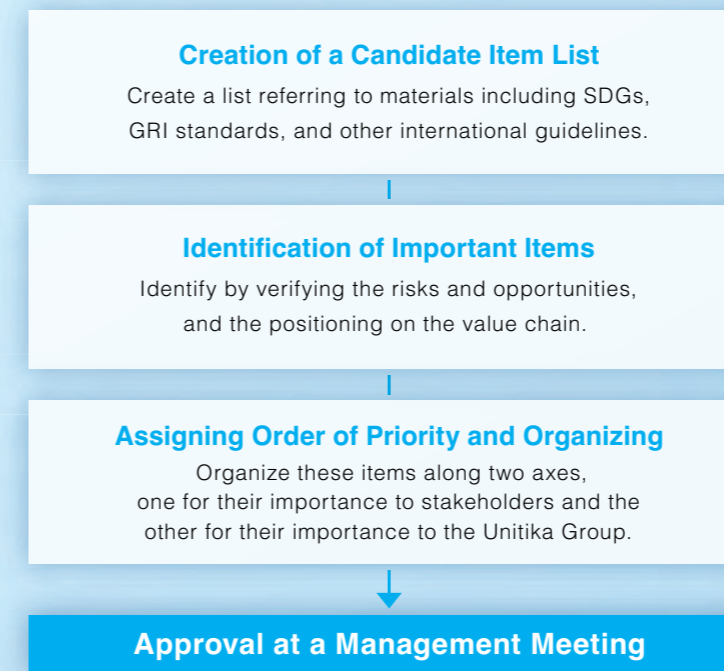 Creation of a Candidate Item List
Create a list referring to materials including SDGs,
GRI standards, and other international guidelines.
Identification of Important Items
Identify by verifying the risks and opportunities,
and the positioning on the value chain.
Assigning Order of Priority and Organizing
Organize these items along two axes,
one for their importance to stakeholders and the
other for their importance to the Unitika Group.
Approval at a Management Meeting